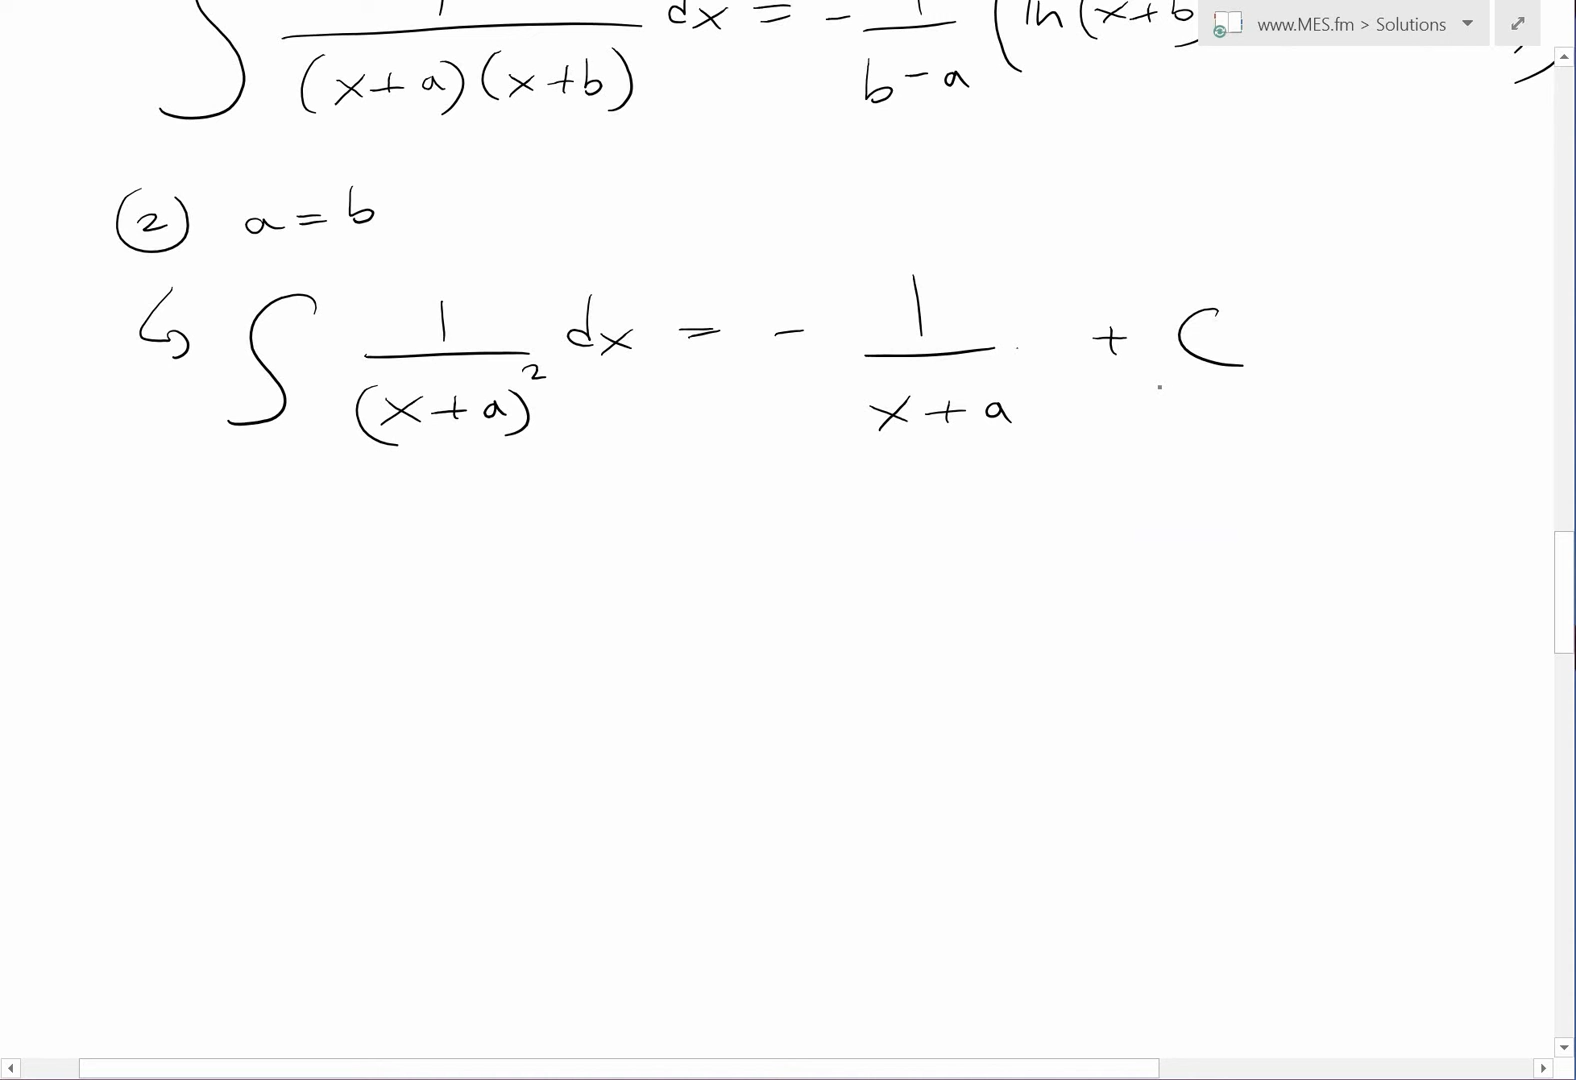 ∫ 1/((x+a)(x+b)) dx = - 1/(b-a) (ln(x+b)
www.MES.fm > Solutions
(2) a = b
↳ ∫ 1/(x+a)² dx = - 1/(x+a) + C